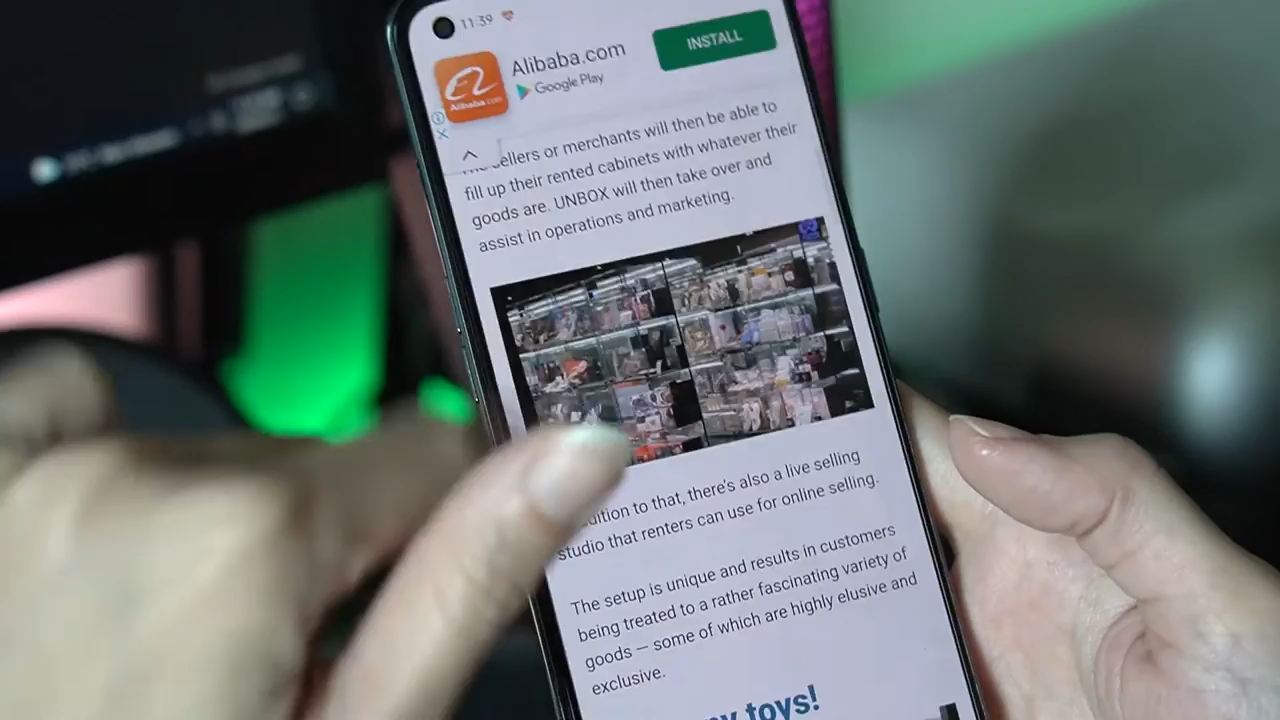 11:39
Alibaba.com
Google Play
INSTALL
Alibaba.com
sellers or merchants will then be able to
fill up their rented cabinets with whatever their
goods are. UNBOX will then take over and
assist in operations and marketing.
to that, there's also a live selling
studio that renters can use for online selling.
The setup is unique and results in customers
being treated to a rather fascinating variety of
goods — some of which are highly elusive and
exclusive.
toys!